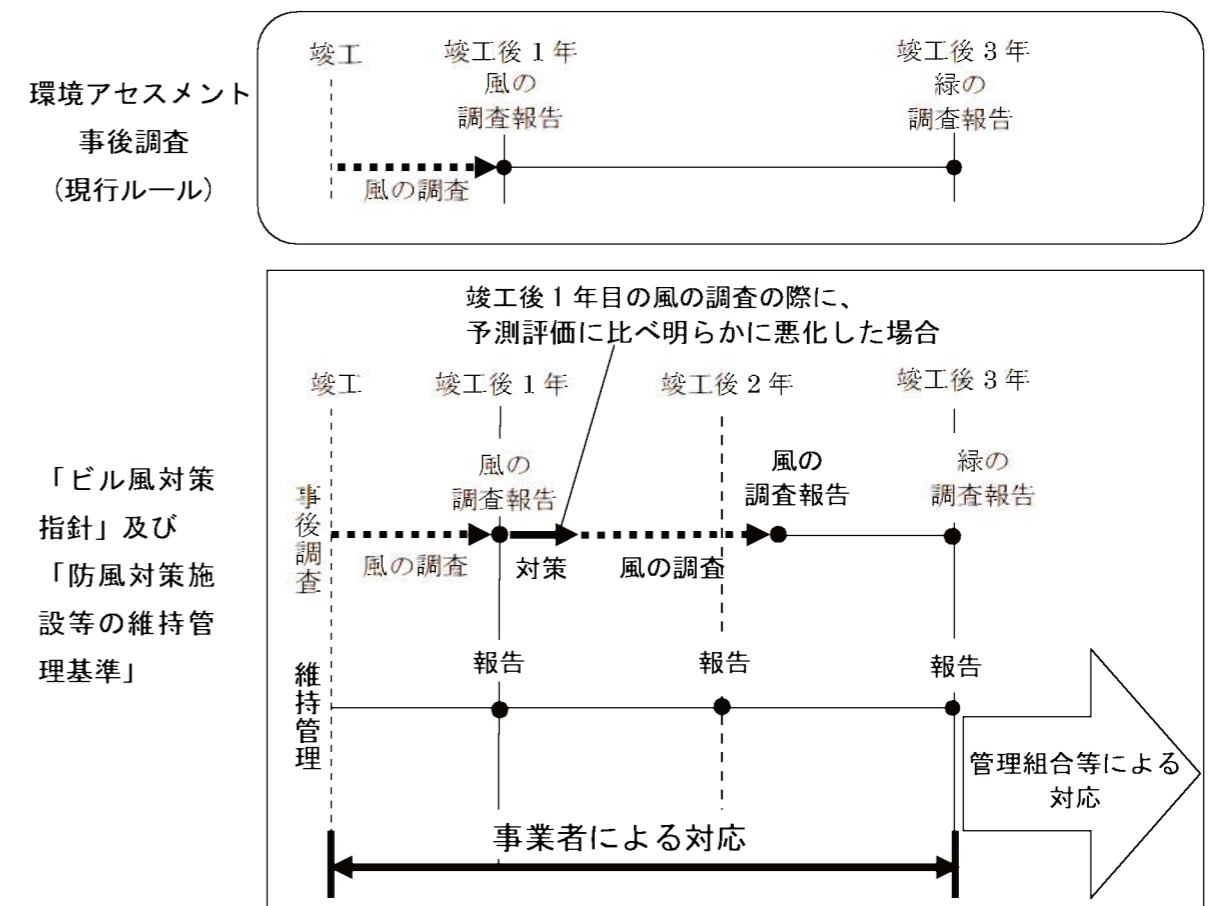 環境アセスメント
事後調査
（現行ルール）
竣工
竣工後１年
風の
調査報告
竣工後３年
緑の
調査報告
風の調査
竣工後１年目の風の調査の際に、
予測評価に比べ明らかに悪化した場合
竣工
竣工後１年
竣工後２年
竣工後３年
「ビル風対策
指針」及び
「防風対策施
設等の維持管
理基準」
事後調査
風の
調査報告
風の
調査報告
緑の
調査報告
風の調査
対策
風の調査
維持管理
報告
報告
報告
管理組合等による
対応
事業者による対応